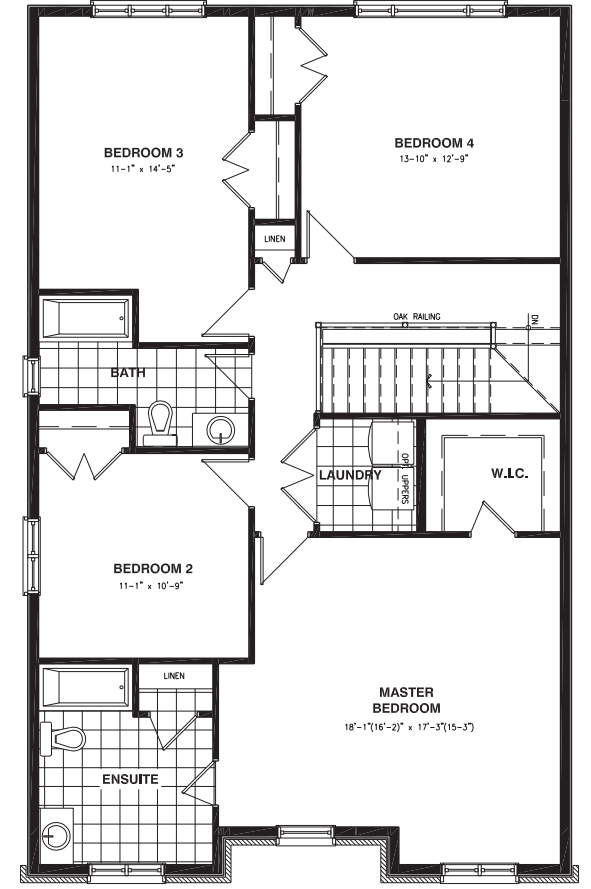 BEDROOM 3
11-1" x 14'-5"
BEDROOM 4
13-10" x 12'-9"
LINEN
OAK RAILING
DN
BATH
LAUNDRY
OPT. UPPERS
W.I.C.
BEDROOM 2
11-1" x 10'-9"
LINEN
MASTER
BEDROOM
18'-1"(16'-2)" x 17'-3"(15-3")
ENSUITE